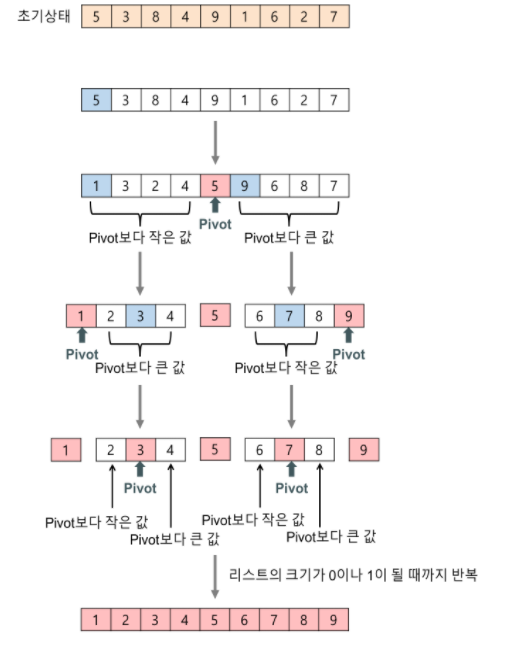 초기상태 5 3 8 4 9 1 6 2 7
5 3 8 4 9 1 6 2 7
1 3 2 4 5 9 6 8 7
Pivot
Pivot보다 작은 값 Pivot보다 큰 값
1 2 3 4 5 6 7 8 9
Pivot Pivot
Pivot보다 큰 값 Pivot보다 작은 값
1 2 3 4 5 6 7 8 9
Pivot Pivot
Pivot보다 작은 값 Pivot보다 작은 값
Pivot보다 큰 값 Pivot보다 큰 값
리스트의 크기가 0이나 1이 될 때까지 반복
1 2 3 4 5 6 7 8 9